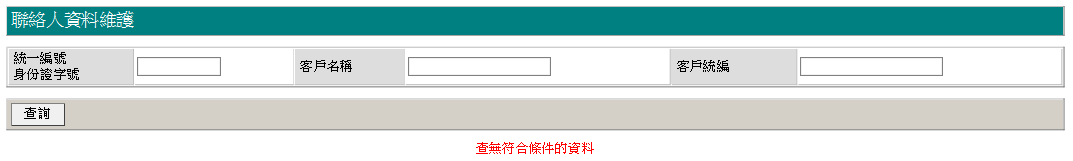 聯絡人資料維護
統一編號
身份證字號
客戶名稱
客戶統編
查詢
查無符合條件的資料